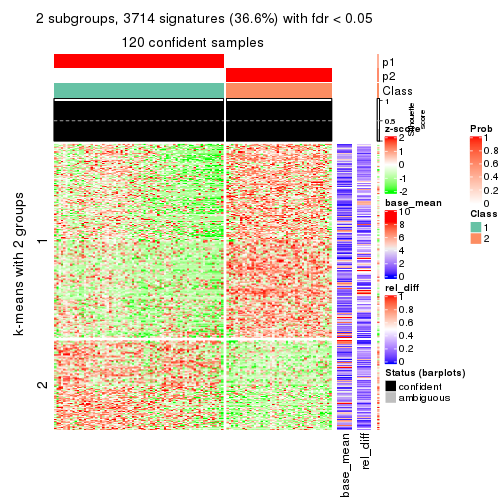 2 subgroups, 3714 signatures (36.6%) with fdr < 0.05
120 confident samples
p1
p2
Class
1
0.5
Silhouette
score
k-means with 2 groups
1
2
base_mean
rel_diff
z-score
2
1
0
-1
-2
base_mean
10
8
6
4
2
0
rel_diff
1
0.8
0.6
0.4
0.2
0
Status (barplots)
confident
ambiguous
Prob
1
0.8
0.6
0.4
0.2
0
Class
1
2